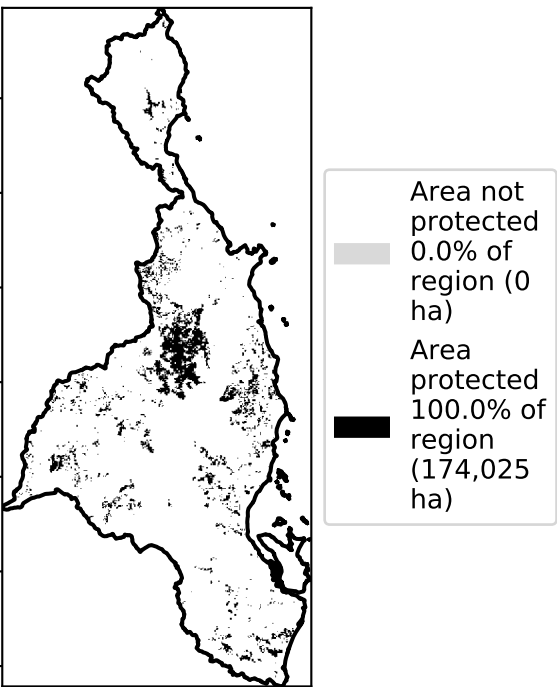 Area not
protected
0.0% of
region (0
ha)
Area
protected
100.0% of
region
(174,025
ha)